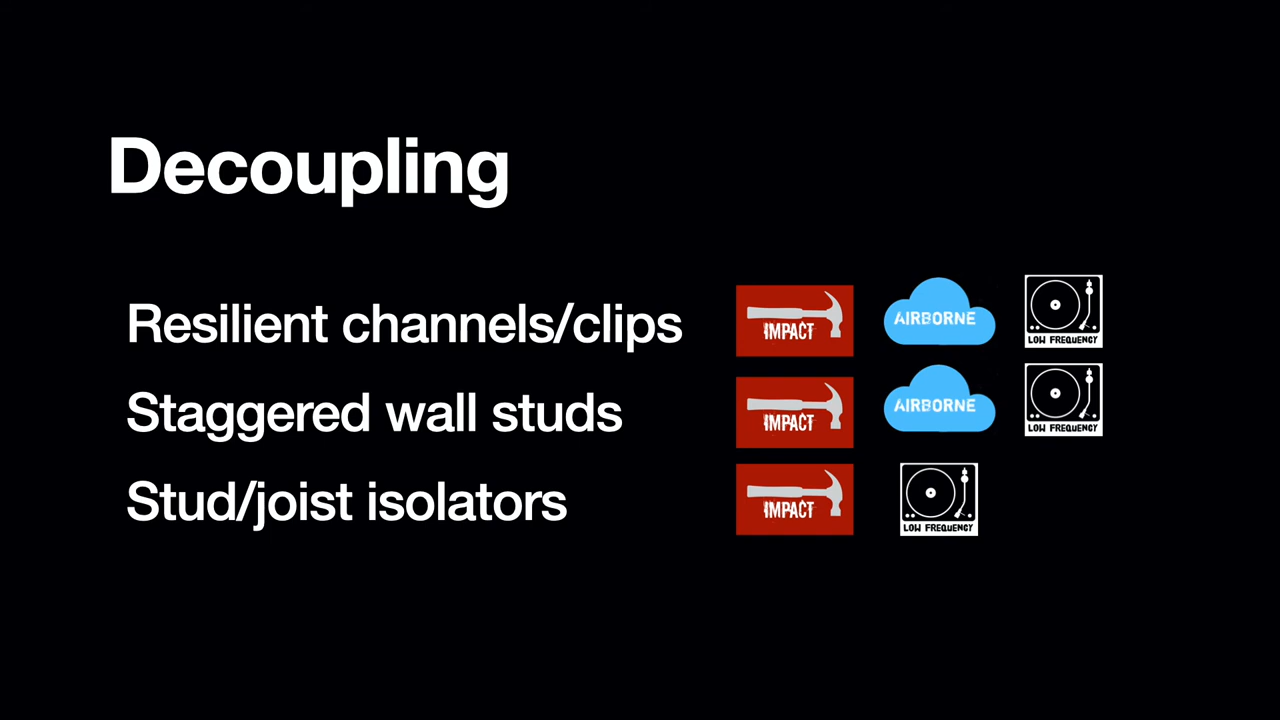 Decoupling
Resilient channels/clips
IMPACT
AIRBORNE
LOW FREQUENCY
Staggered wall studs
IMPACT
AIRBORNE
LOW FREQUENCY
Stud/joist isolators
IMPACT
LOW FREQUENCY